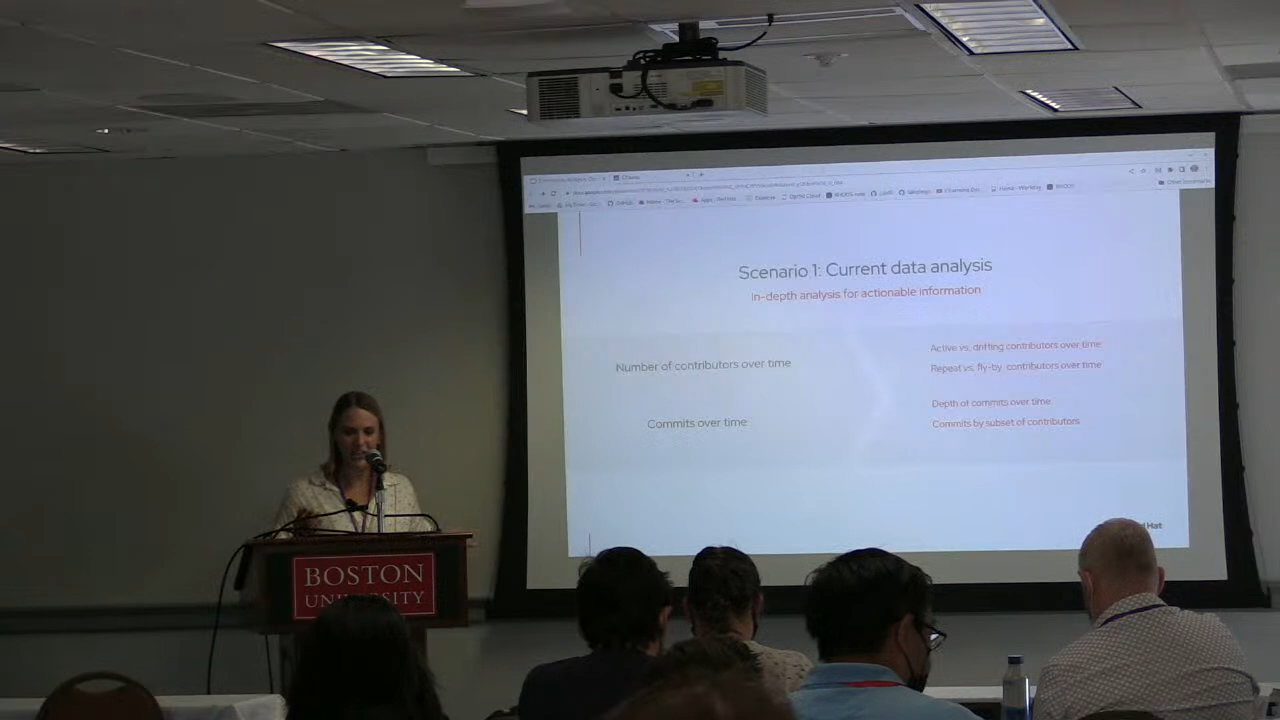 Scenario 1: Current data analysis
In-depth analysis for actionable information
Number of contributors over time
Active vs. drifting contributors over time
Repeat vs. fly-by contributors over time
Commits over time
Depth of commits over time
Commits by subset of contributors
Hat
BOSTON
UNIVERSITY